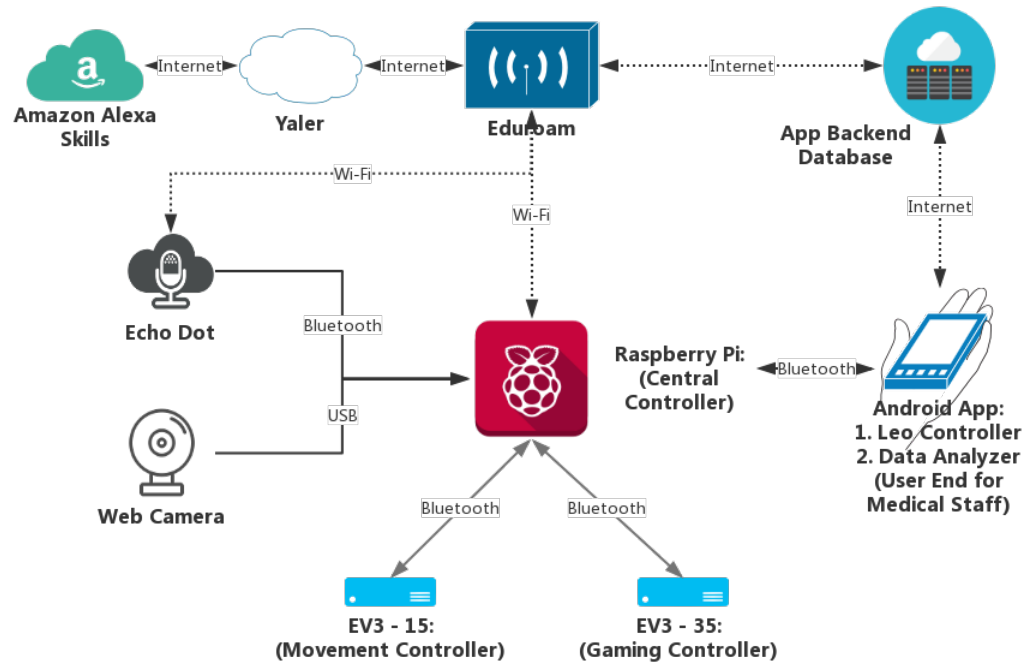 Internet
Internet
Internet
a
Amazon Alexa
Skills
Yaler
Eduroam
App Backend
Database
Wi-Fi
Wi-Fi
Internet
Echo Dot
Bluetooth
Raspberry Pi:
(Central
Controller)
Bluetooth
USB
Android App:
1. Leo Controller
2. Data Analyzer
(User End for
Medical Staff)
Web Camera
Bluetooth
Bluetooth
EV3 - 15:
(Movement Controller)
EV3 - 35:
(Gaming Controller)